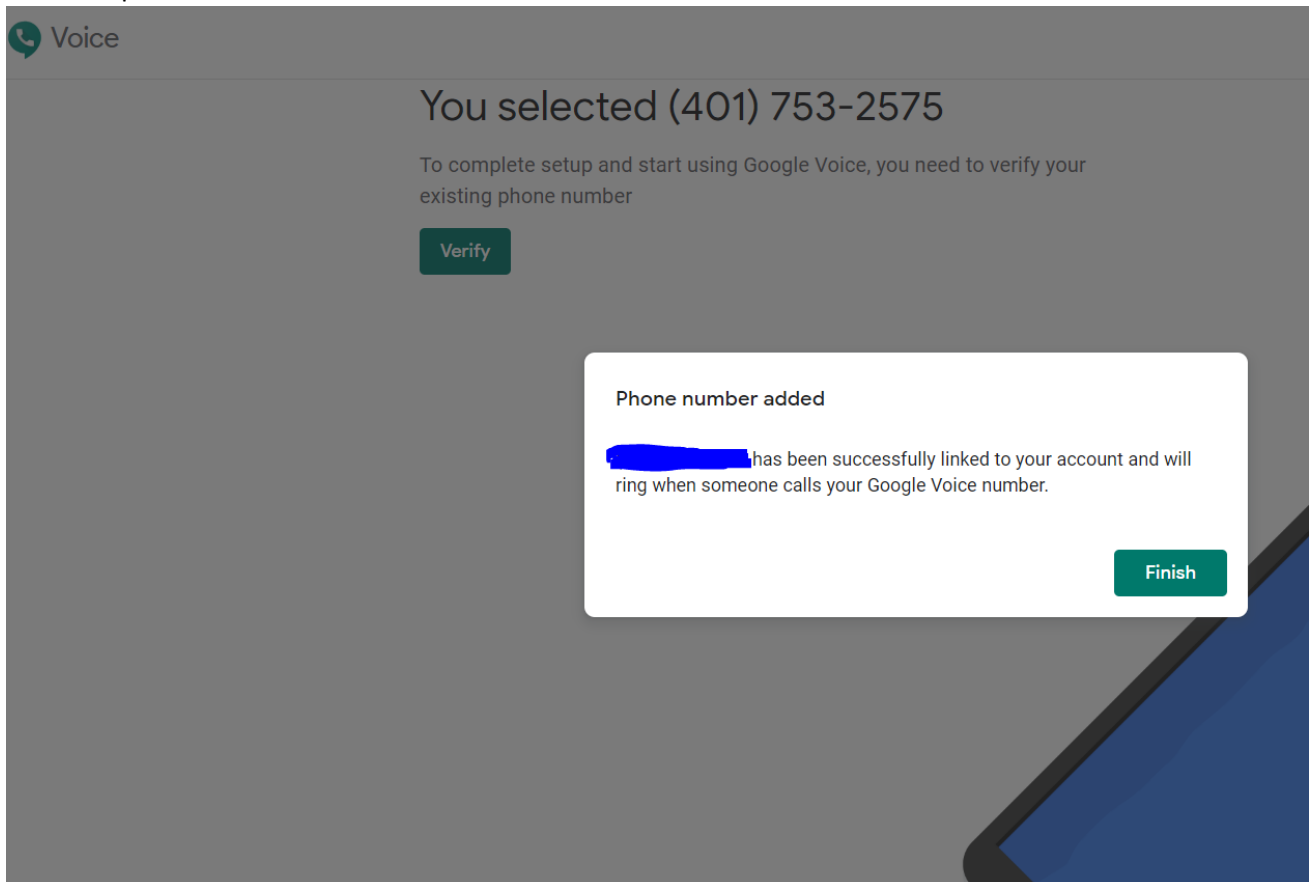 Voice
You selected (401) 753-2575
To complete setup and start using Google Voice, you need to verify your
existing phone number
Verify
Phone number added
has been successfully linked to your account and will
ring when someone calls your Google Voice number.
Finish